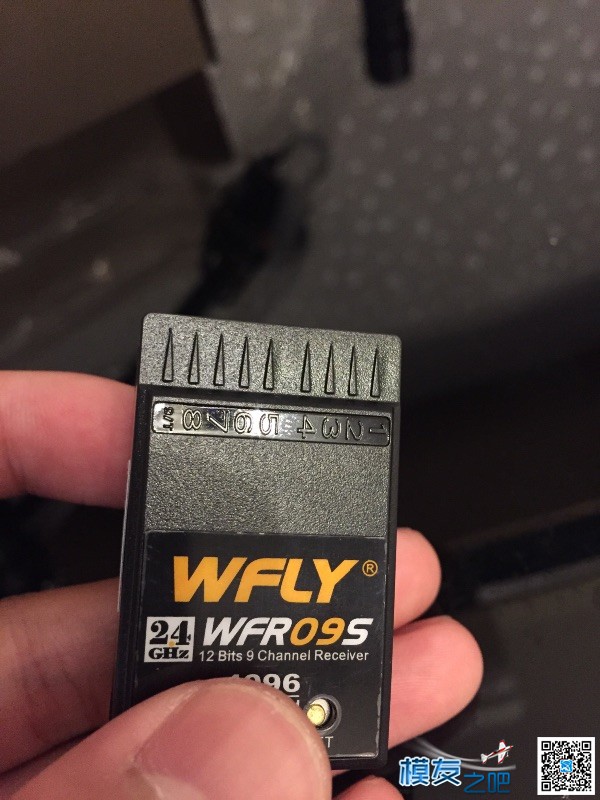 S/T 8 7 6 5 4 3 2 1
WFLY®
2.4 GHz WFR09S
12 Bits 9 Channel Receiver
4096
模友之吧